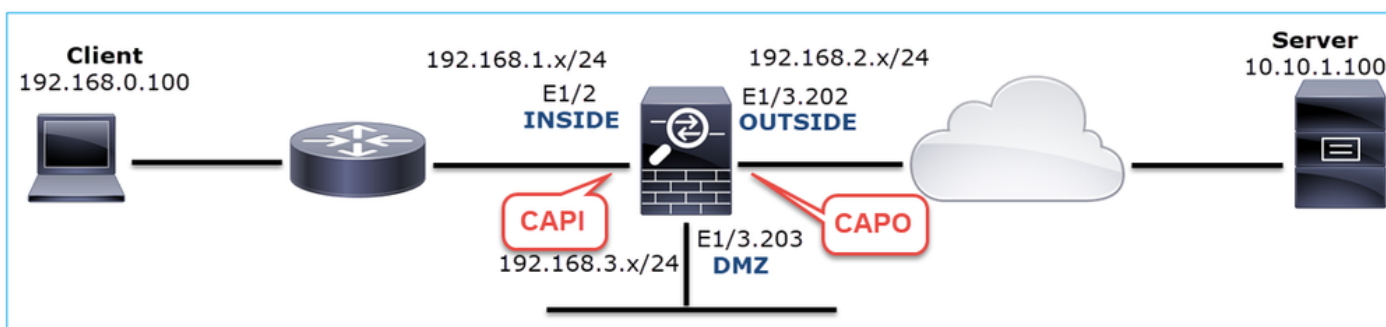 Client
192.168.0.100
192.168.1.x/24
E1/2
INSIDE
192.168.2.x/24
E1/3.202
OUTSIDE
Server
10.10.1.100
CAPI
CAPO
E1/3.203
192.168.3.x/24
DMZ